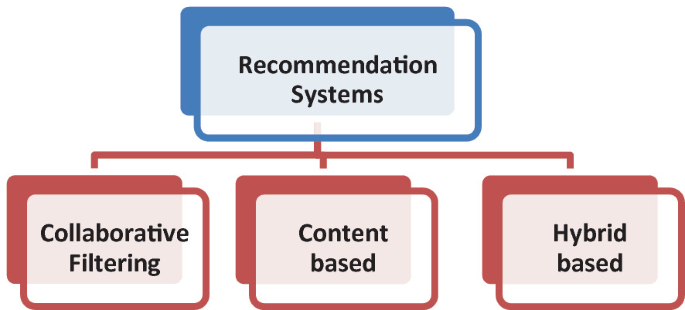 Recommendation
Systems
Collaborative
Filtering
Content
based
Hybrid
based